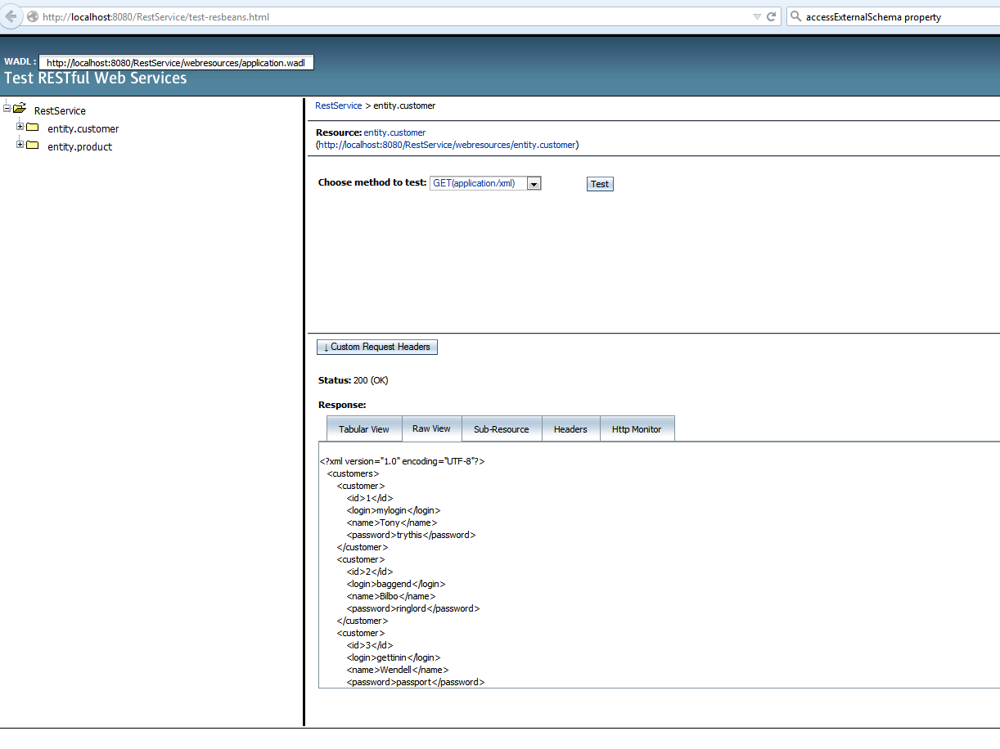 http://localhost:8080/RestService/test-resbeans.html
accessExternalSchema property
WADL : http://localhost:8080/RestService/webresources/application.wadl
Test RESTful Web Services
RestService
entity.customer
entity.product
RestService > entity.customer
Resource: entity.customer
(http://localhost:8080/RestService/webresources/entity.customer)
Choose method to test: GET(application/xml) Test
↓ Custom Request Headers
Status: 200 (OK)
Response:
Tabular View Raw View Sub-Resource Headers Http Monitor
<?xml version="1.0" encoding="UTF-8"?>
<customers>
<customer>
<id>1</id>
<login>mylogin</login>
<name>Tony</name>
<password>trythis</password>
</customer>
<customer>
<id>2</id>
<login>baggend</login>
<name>Bilbo</name>
<password>ringlord</password>
</customer>
<customer>
<id>3</id>
<login>gettinin</login>
<name>Wendell</name>
<password>passport</password>